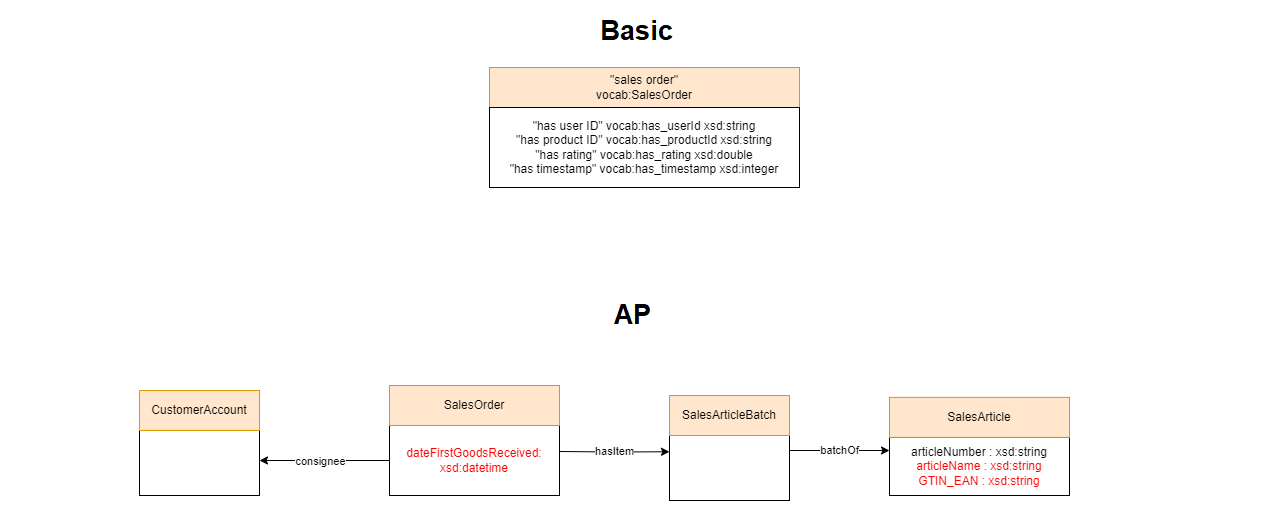 Basic
"sales order"
vocab:SalesOrder
"has user ID" vocab:has_userId xsd:string
"has product ID" vocab:has_productId xsd:string
"has rating" vocab:has_rating xsd:double
"has timestamp" vocab:has_timestamp xsd:integer
AP
CustomerAccount
consignee
SalesOrder
dateFirstGoodsReceived:
xsd:datetime
hasItem
SalesArticleBatch
batchOf
SalesArticle
articleNumber : xsd:string
articleName : xsd:string
GTIN_EAN : xsd:string